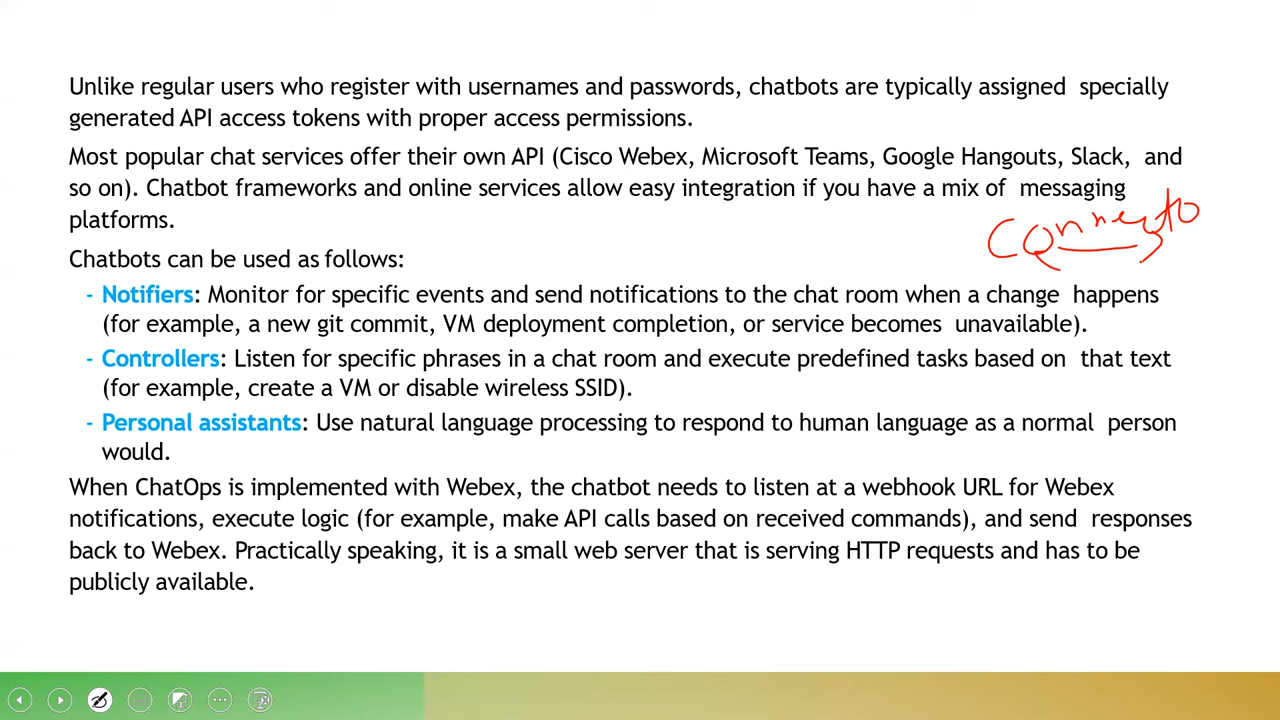 Unlike regular users who register with usernames and passwords, chatbots are typically assigned specially
generated API access tokens with proper access permissions.
Most popular chat services offer their own API (Cisco Webex, Microsoft Teams, Google Hangouts, Slack, and
so on). Chatbot frameworks and online services allow easy integration if you have a mix of messaging
platforms.
Connecto
Chatbots can be used as follows:
- Notifiers: Monitor for specific events and send notifications to the chat room when a change happens
(for example, a new git commit, VM deployment completion, or service becomes unavailable).
- Controllers: Listen for specific phrases in a chat room and execute predefined tasks based on that text
(for example, create a VM or disable wireless SSID).
- Personal assistants: Use natural language processing to respond to human language as a normal person
would.
When ChatOps is implemented with Webex, the chatbot needs to listen at a webhook URL for Webex
notifications, execute logic (for example, make API calls based on received commands), and send responses
back to Webex. Practically speaking, it is a small web server that is serving HTTP requests and has to be
publicly available.